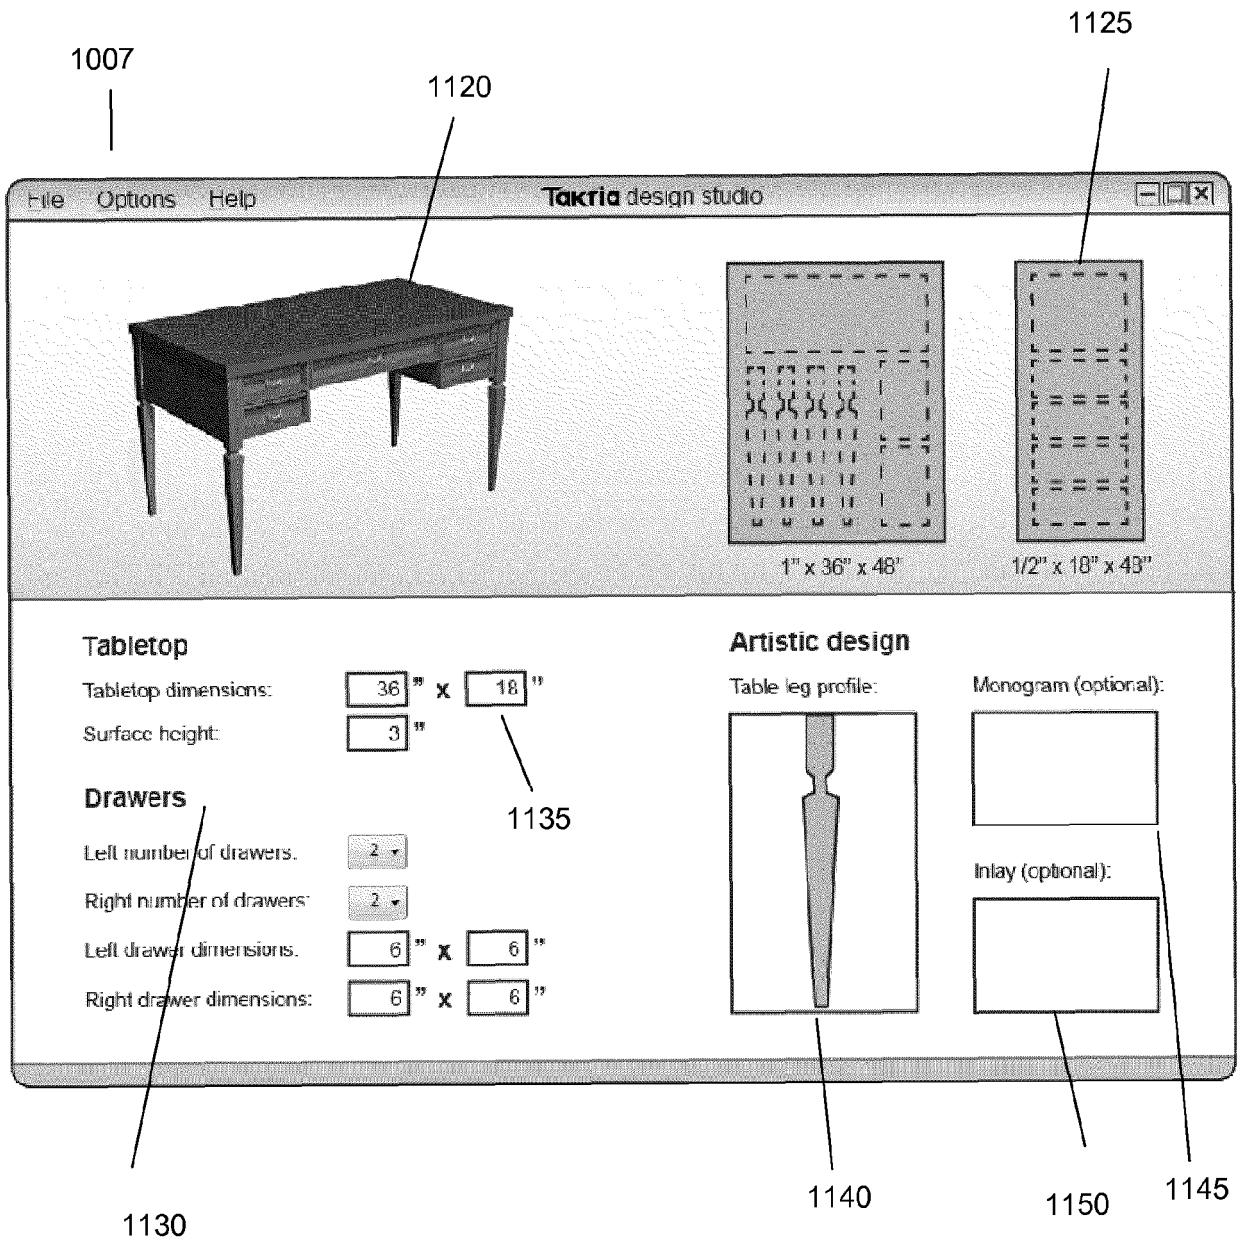 1125
1007
1120
File Options Help Takria design studio
1" x 36" x 48" 1/2" x 18" x 48"
Tabletop
Tabletop dimensions: 36 " x 18 "
Surface height: 3 "
1135
Drawers
Left number of drawers: 2
Right number of drawers: 2
Left drawer dimensions: 6 " x 6 "
Right drawer dimensions: 6 " x 6 "
Artistic design
Table leg profile: Monogram (optional):
Inlay (optional):
1140
1150
1145
1130